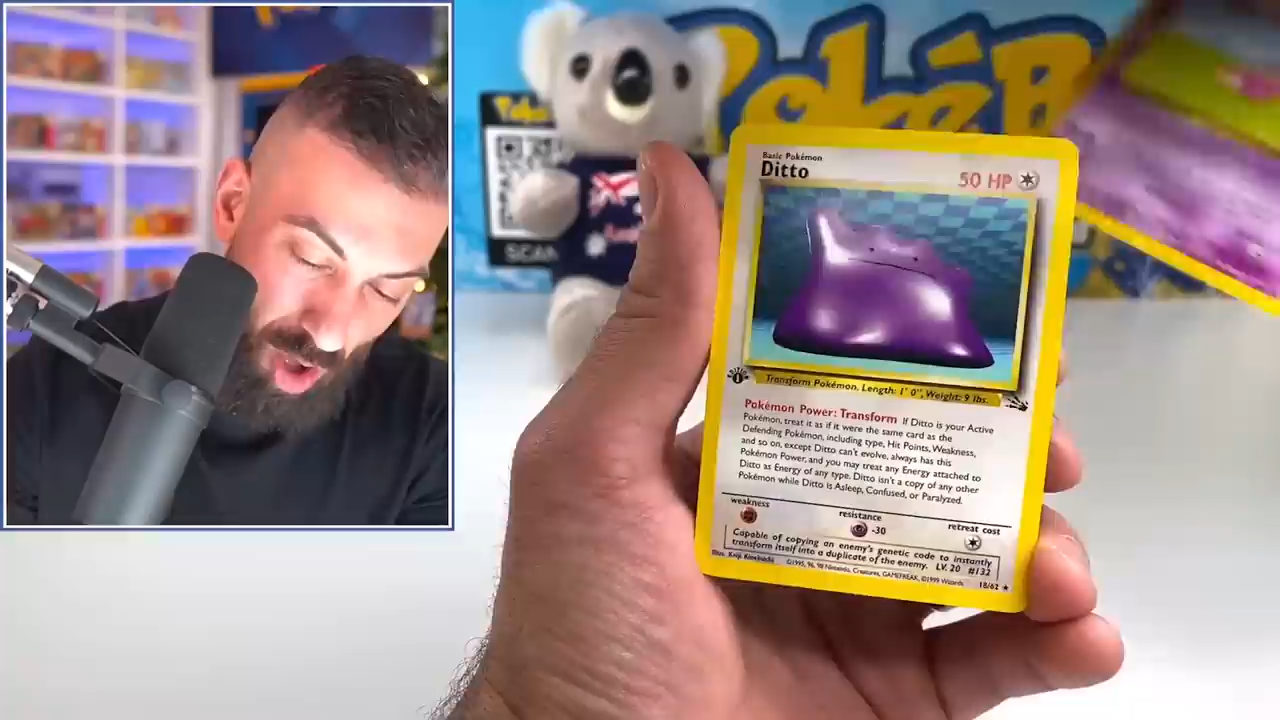 PokéB
Poké
SCAN
Basic Pokémon
Ditto
50 HP
EDITION
1
Transform Pokémon. Length: 1' 0", Weight: 9 lbs.
Pokémon Power: Transform If Ditto is your Active
Pokémon, treat it as if it were the same card as the
Defending Pokémon, including type, Hit Points, Weakness,
and so on, except Ditto can't evolve, always has this
Pokémon Power, and you may treat any Energy attached to
Ditto as Energy of any type. Ditto isn't a copy of any other
Pokémon while Ditto is Asleep, Confused, or Paralyzed.
weakness
resistance
retreat cost
-30
Capable of copying an enemy's genetic code to instantly
transform itself into a duplicate of the enemy. LV. 20 #132
Illus. Keiji Kinebuchi
©1995, 96, 98 Nintendo, Creatures, GAMEFREAK. ©1999 Wizards.
18/62 ★